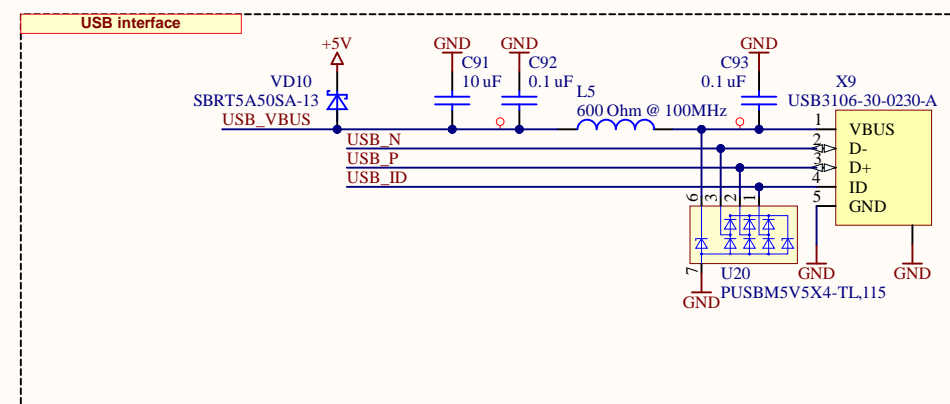 USB interface
+5V
GND
GND
GND
VD10
SBRT5A50SA-13
C91
10 uF
C92
0.1 uF
C93
0.1 uF
L5
600 Ohm @ 100MHz
X9
USB3106-30-0230-A
USB_VBUS
1
VBUS
USB_N
2
D-
USB_P
3
D+
USB_ID
4
ID
5
GND
6
3
2
1
7
U20
PUSBM5V5X4-TL,115
GND
GND
GND